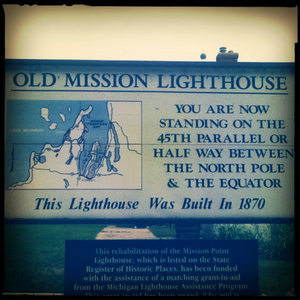 OLD MISSION LIGHTHOUSE
YOU ARE NOW
STANDING ON THE
45TH PARALLEL OR
HALF WAY BETWEEN
THE NORTH POLE
& THE EQUATOR
This Lighthouse Was Built In 1870
This rehabilitation of the Mission Point
Lighthouse, which is listed on the State
Register of Historic Places, has been funded
with the assistance of a matching grant-in-aid
from the Michigan Lighthouse Assistance Program